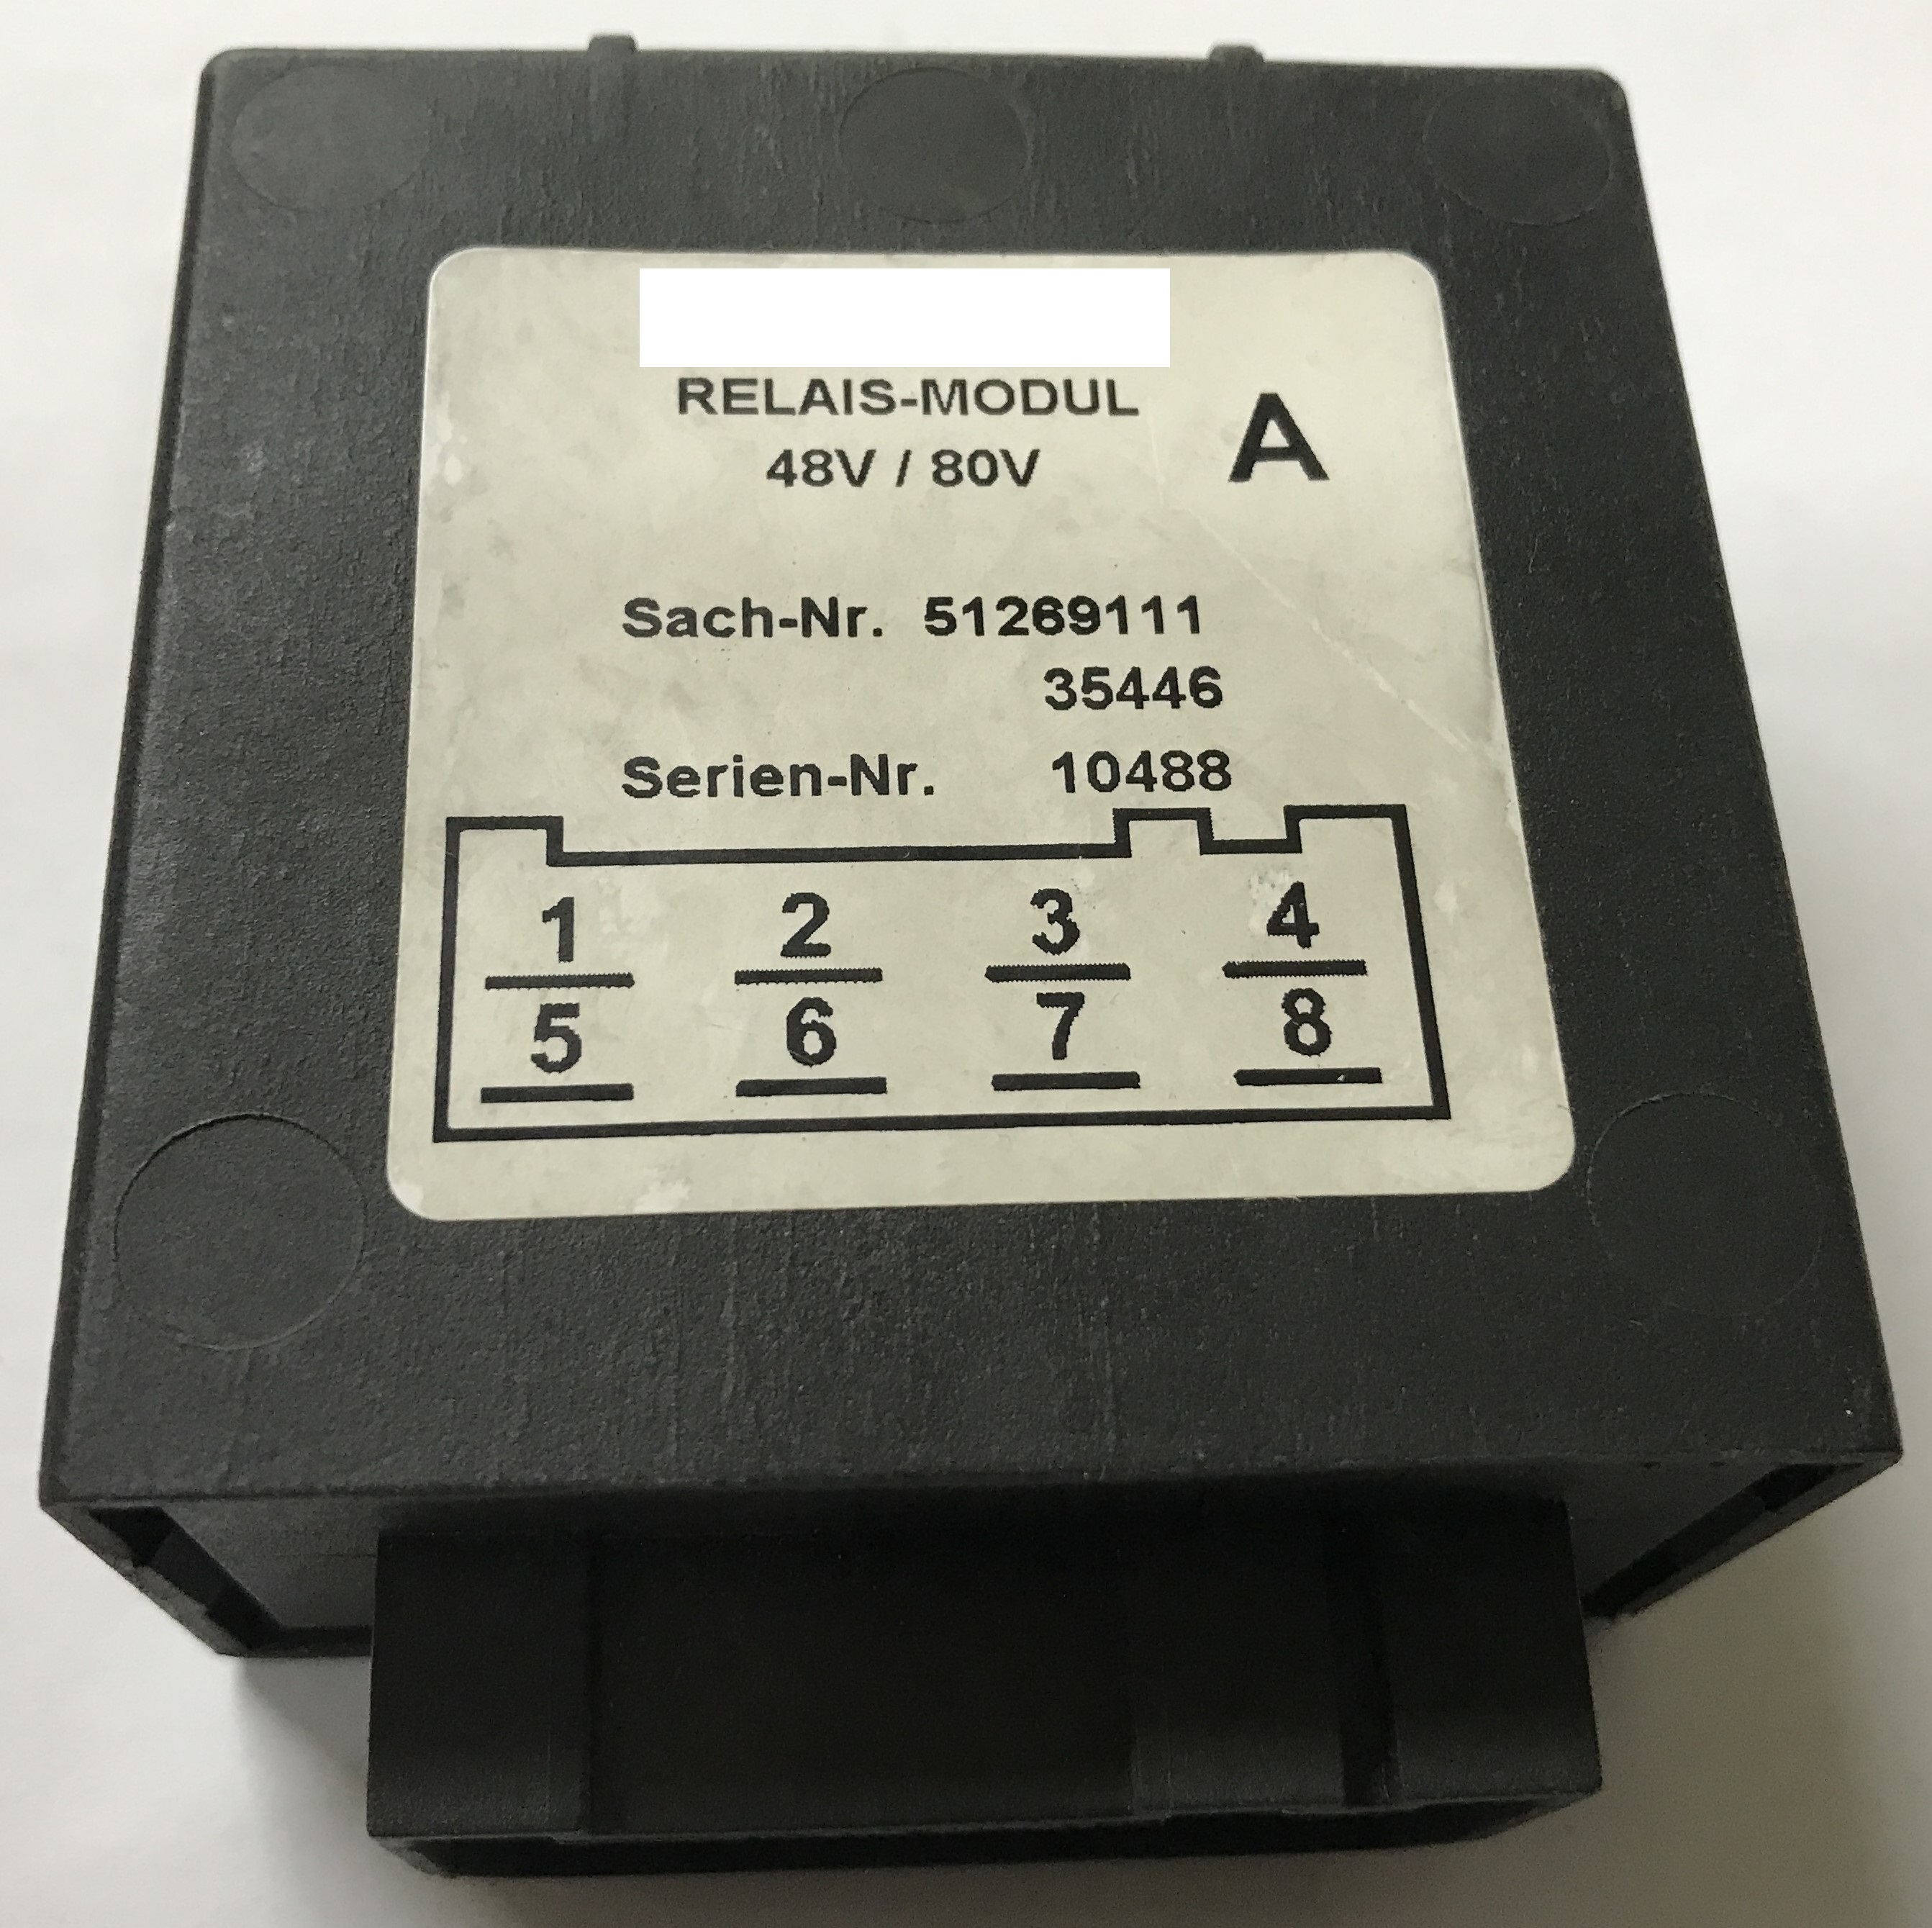 RELAIS-MODUL
48V / 80V
A
Sach-Nr. 51269111
35446
Serien-Nr. 10488
1 2 3 4
5 6 7 8